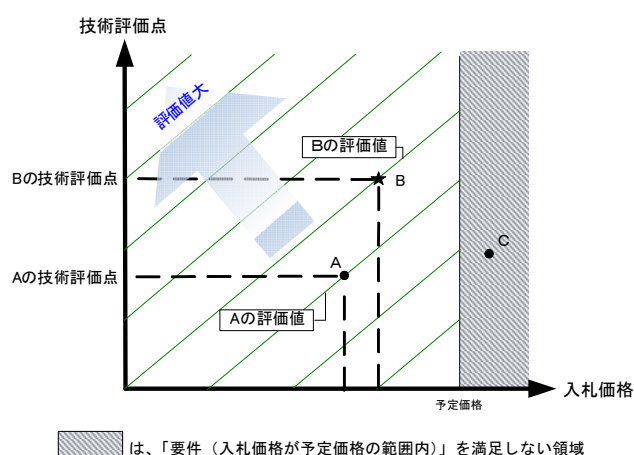 技術評価点
評価値大
Bの評価値
Bの技術評価点
B
C
A
Aの技術評価点
Aの評価値
入札価格
予定価格
は、「要件（入札価格が予定価格の範囲内）」を満足しない領域